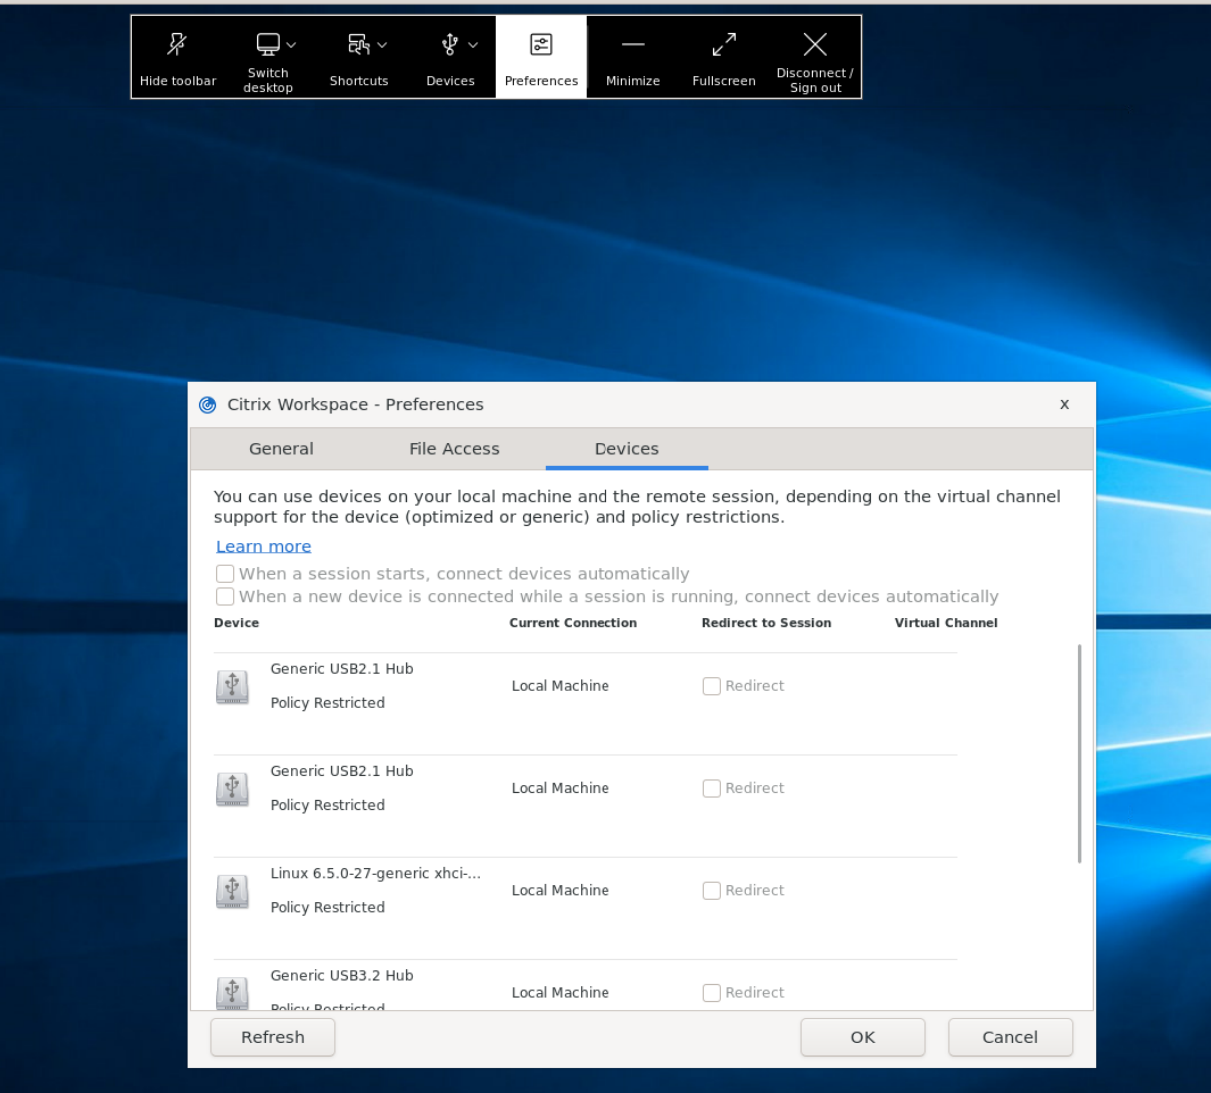 Hide toolbar
Switch
desktop
Shortcuts
Devices
Preferences
Minimize
Fullscreen
Disconnect /
Sign out
Citrix Workspace - Preferences
x
General
File Access
Devices
You can use devices on your local machine and the remote session, depending on the virtual channel
support for the device (optimized or generic) and policy restrictions.
Learn more
When a session starts, connect devices automatically
When a new device is connected while a session is running, connect devices automatically
Device Current Connection Redirect to Session Virtual Channel
Generic USB2.1 Hub
Policy Restricted
Local Machine
Redirect
Generic USB2.1 Hub
Policy Restricted
Local Machine
Redirect
Linux 6.5.0-27-generic xhci-...
Policy Restricted
Local Machine
Redirect
Generic USB3.2 Hub
Policy Restricted
Local Machine
Redirect
Refresh
OK
Cancel